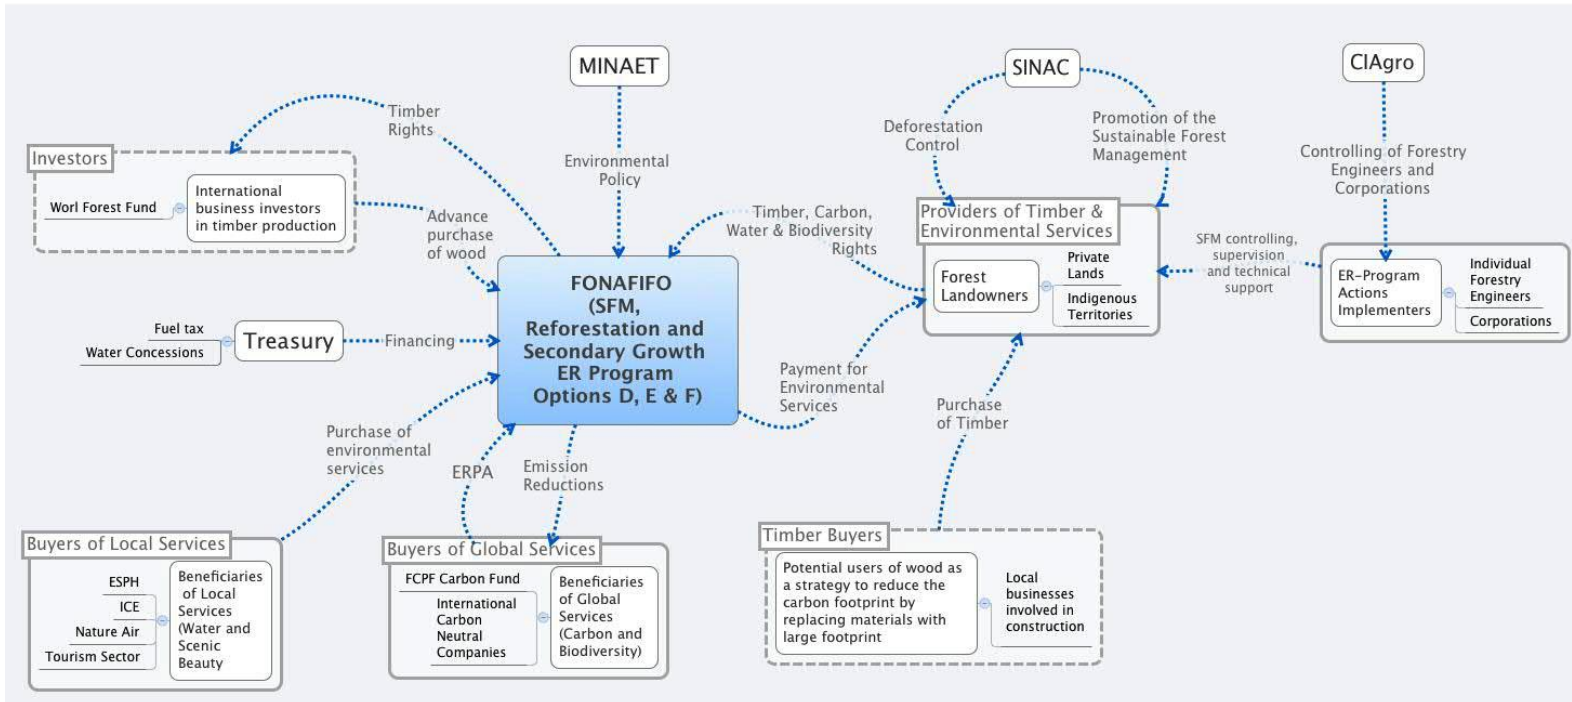 MINAET
SINAC
CIAgro
Timber
Rights
Deforestation
Control
Promotion of the
Sustainable Forest
Management
Environmental
Policy
Controlling of Forestry
Engineers and
Corporations
Investors
Worl Forest Fund
International
business investors
in timber production
Advance
purchase
of wood
Timber, Carbon,
Water & Biodiversity
Rights
Providers of Timber &
Environmental Services
Forest
Landowners
Private
Lands
Indigenous
Territories
SFM controlling,
supervision
and technical
support
ER-Program
Actions
Implementers
Individual
Forestry
Engineers
Corporations
FONAFIFO
(SFM,
Reforestation and
Secondary Growth
ER Program
Options D, E & F)
Fuel tax
Water Concessions
Treasury
Financing
Payment for
Environmental
Services
Purchase
of Timber
Purchase of
environmental
services
ERPA
Emission
Reductions
Buyers of Local Services
ESPH
ICE
Nature Air
Tourism Sector
Beneficiaries
of Local
Services
(Water and
Scenic
Beauty
Buyers of Global Services
FCPF Carbon Fund
International
Carbon
Neutral
Companies
Beneficiaries
of Global
Services
(Carbon and
Biodiversity)
Timber Buyers
Potential users of wood as
a strategy to reduce the
carbon footprint by
replacing materials with
large footprint
Local
businesses
involved in
construction